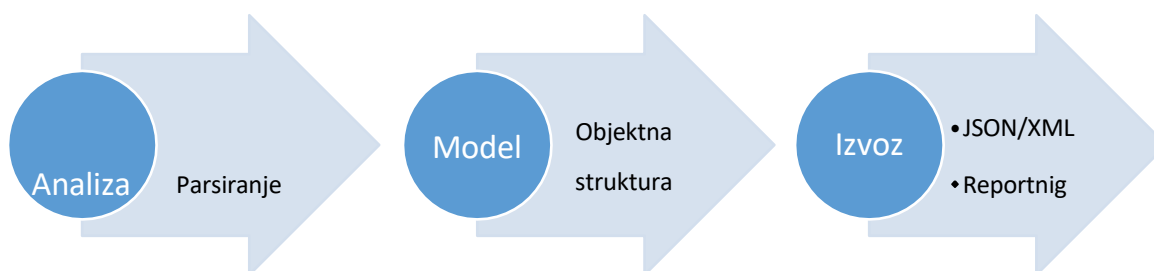 Analiza
Parsiranje
Model
Objektna
struktura
Izvoz
•JSON/XML
•Reportnig